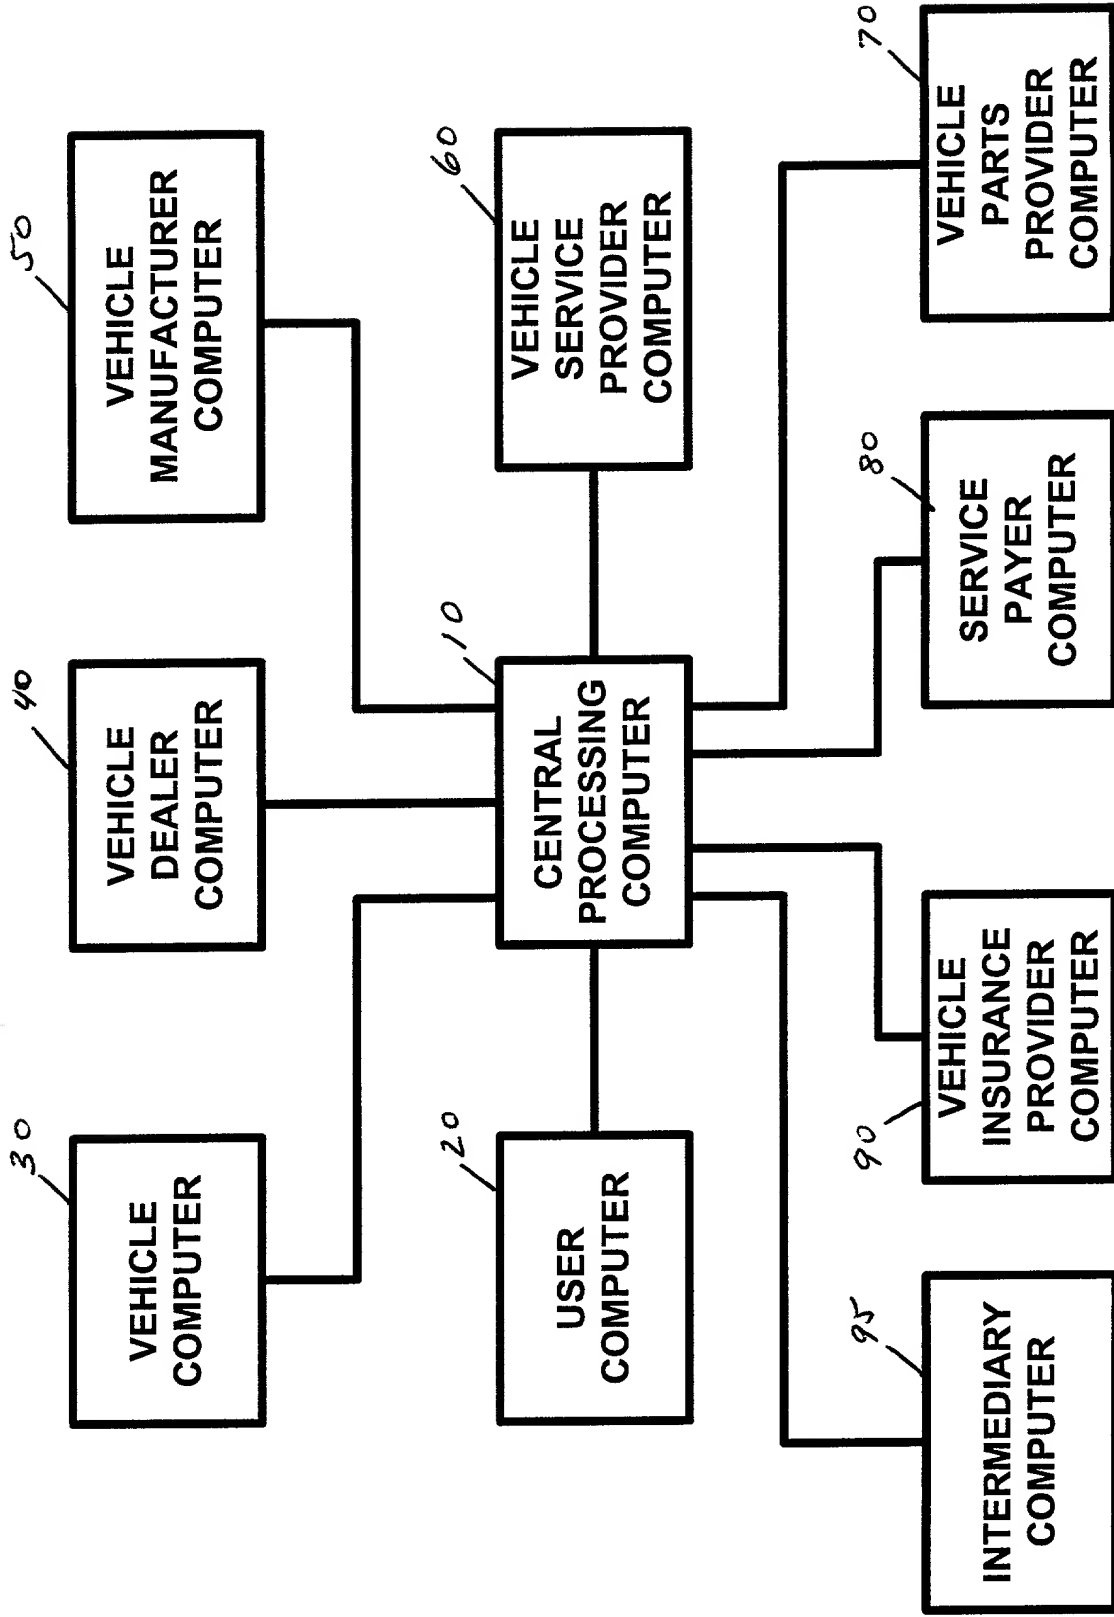 30
VEHICLE
COMPUTER
40
VEHICLE
DEALER
COMPUTER
50
VEHICLE
MANUFACTURER
COMPUTER
20
USER
COMPUTER
10
CENTRAL
PROCESSING
COMPUTER
60
VEHICLE
SERVICE
PROVIDER
COMPUTER
95
INTERMEDIARY
COMPUTER
90
VEHICLE
INSURANCE
PROVIDER
COMPUTER
80
SERVICE
PAYER
COMPUTER
70
VEHICLE
PARTS
PROVIDER
COMPUTER